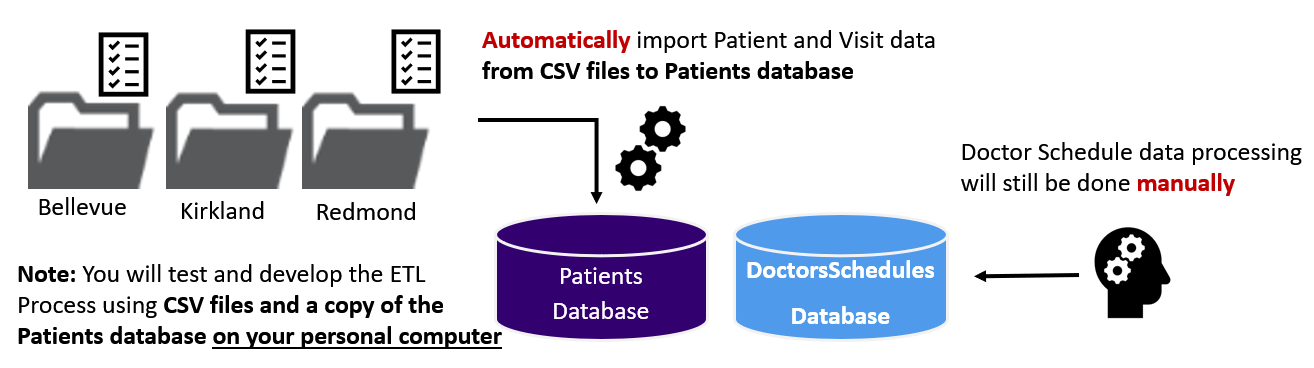 Automatically import Patient and Visit data
from CSV files to Patients database
Doctor Schedule data processing
will still be done manually
Bellevue
Kirkland
Redmond
Note: You will test and develop the ETL
Process using CSV files and a copy of the
Patients database on your personal computer
Patients
Database
DoctorsSchedules
Database